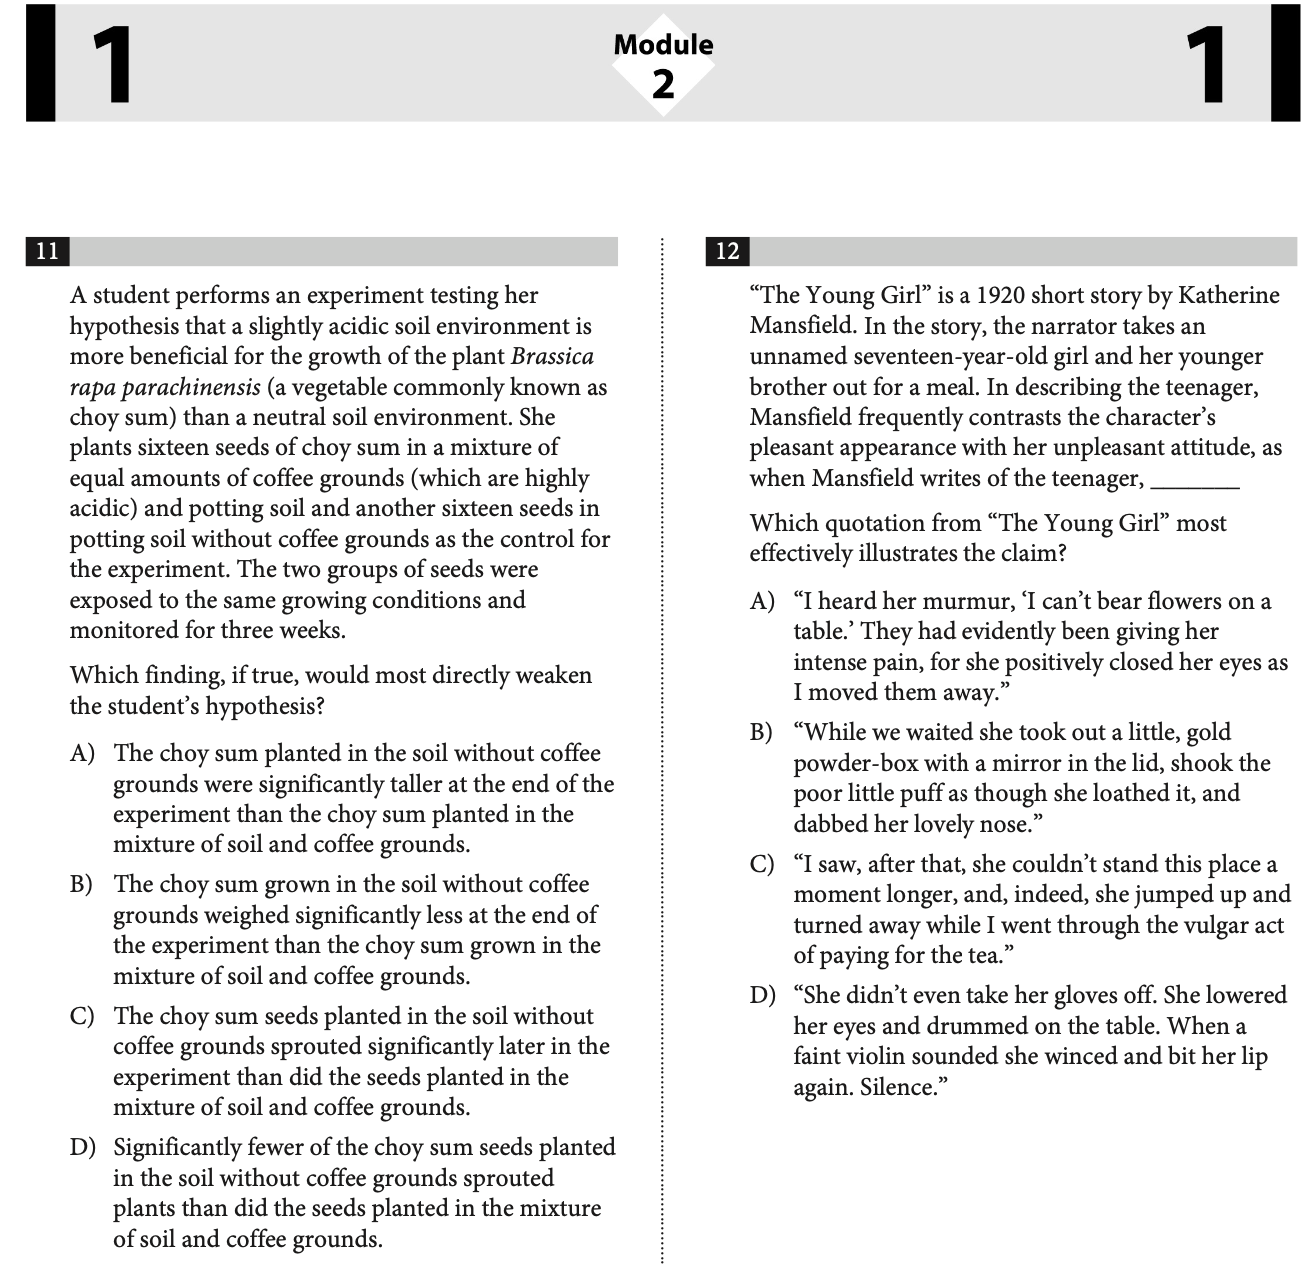 1
Module
2
1
11
A student performs an experiment testing her
hypothesis that a slightly acidic soil environment is
more beneficial for the growth of the plant Brassica
rapa parachinensis (a vegetable commonly known as
choy sum) than a neutral soil environment. She
plants sixteen seeds of choy sum in a mixture of
equal amounts of coffee grounds (which are highly
acidic) and potting soil and another sixteen seeds in
potting soil without coffee grounds as the control for
the experiment. The two groups of seeds were
exposed to the same growing conditions and
monitored for three weeks.
Which finding, if true, would most directly weaken
the student’s hypothesis?
A) The choy sum planted in the soil without coffee
grounds were significantly taller at the end of the
experiment than the choy sum planted in the
mixture of soil and coffee grounds.
B) The choy sum grown in the soil without coffee
grounds weighed significantly less at the end of
the experiment than the choy sum grown in the
mixture of soil and coffee grounds.
C) The choy sum seeds planted in the soil without
coffee grounds sprouted significantly later in the
experiment than did the seeds planted in the
mixture of soil and coffee grounds.
D) Significantly fewer of the choy sum seeds planted
in the soil without coffee grounds sprouted
plants than did the seeds planted in the mixture
of soil and coffee grounds.
12
“The Young Girl” is a 1920 short story by Katherine
Mansfield. In the story, the narrator takes an
unnamed seventeen-year-old girl and her younger
brother out for a meal. In describing the teenager,
Mansfield frequently contrasts the character’s
pleasant appearance with her unpleasant attitude, as
when Mansfield writes of the teenager, _______
Which quotation from “The Young Girl” most
effectively illustrates the claim?
A) “I heard her murmur, ‘I can’t bear flowers on a
table.’ They had evidently been giving her
intense pain, for she positively closed her eyes as
I moved them away.”
B) “While we waited she took out a little, gold
powder-box with a mirror in the lid, shook the
poor little puff as though she loathed it, and
dabbed her lovely nose.”
C) “I saw, after that, she couldn’t stand this place a
moment longer, and, indeed, she jumped up and
turned away while I went through the vulgar act
of paying for the tea.”
D) “She didn’t even take her gloves off. She lowered
her eyes and drummed on the table. When a
faint violin sounded she winced and bit her lip
again. Silence.”